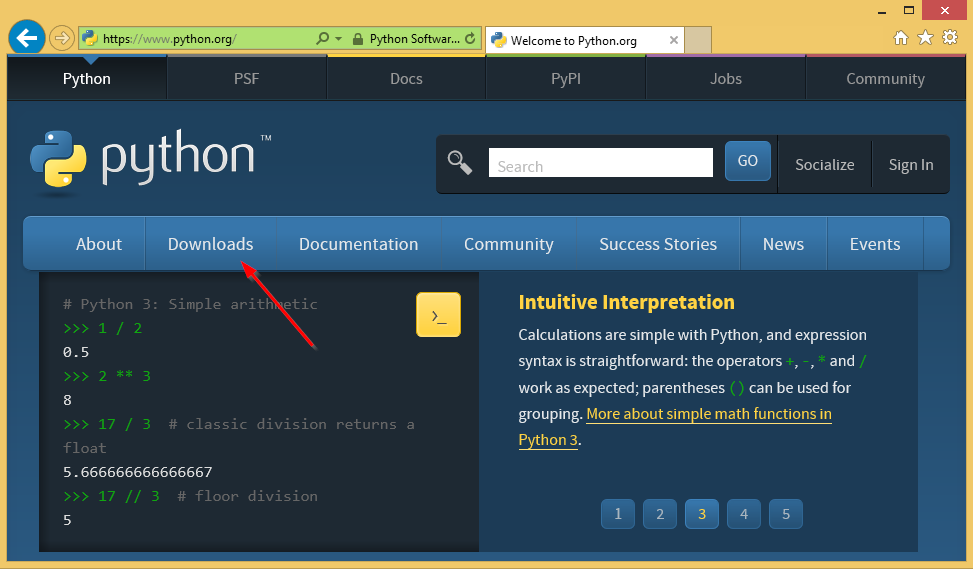 https://www.python.org/
Python Softwar...
Welcome to Python.org
Python
PSF
Docs
PyPI
Jobs
Community
python™
Search
GO
Socialize
Sign In
About
Downloads
Documentation
Community
Success Stories
News
Events
# Python 3: Simple arithmetic
>>> 1 / 2
0.5
>>> 2 ** 3
8
>>> 17 / 3  # classic division returns a
float
5.666666666666667
>>> 17 // 3  # floor division
5
>_
Intuitive Interpretation
Calculations are simple with Python, and expression
syntax is straightforward: the operators +, -, * and /
work as expected; parentheses () can be used for
grouping. More about simple math functions in
Python 3.
1
2
3
4
5